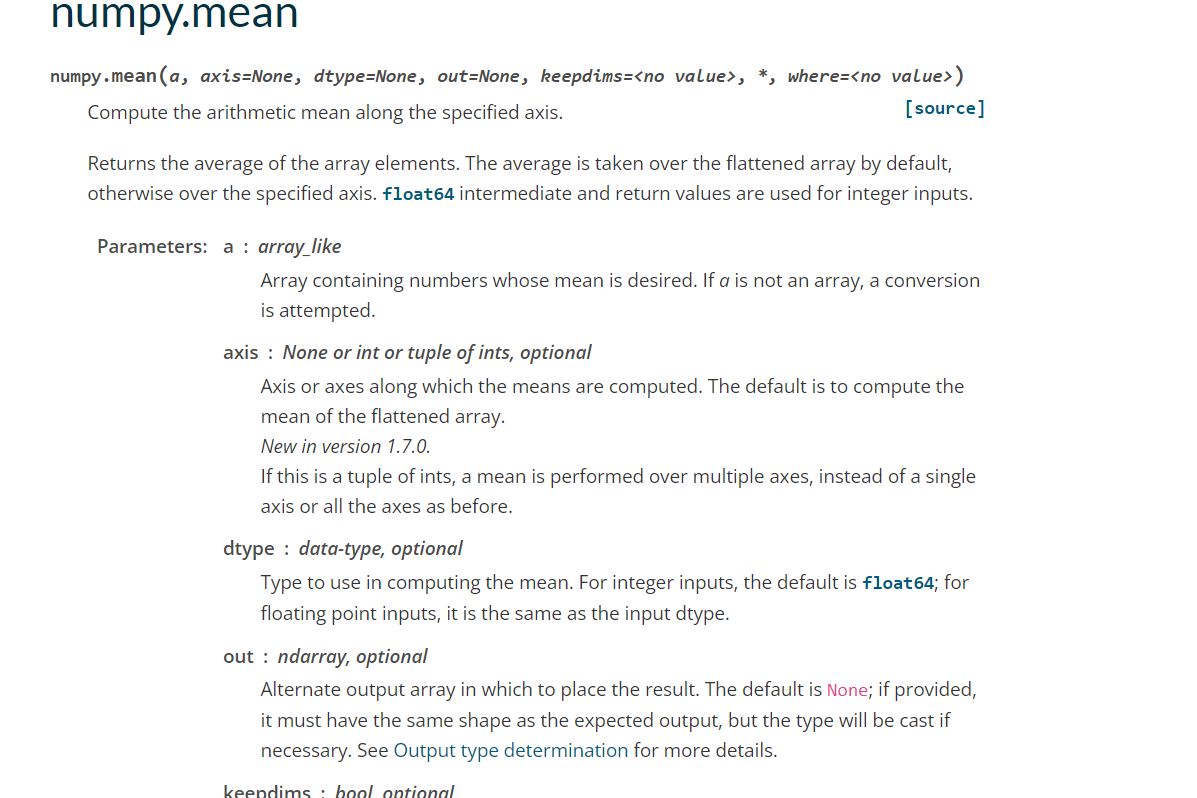 numpy.mean
numpy.mean(a, axis=None, dtype=None, out=None, keepdims=<no value>, *, where=<no value>)
[source]
Compute the arithmetic mean along the specified axis.
Returns the average of the array elements. The average is taken over the flattened array by default,
otherwise over the specified axis. float64 intermediate and return values are used for integer inputs.
Parameters: a : array_like
Array containing numbers whose mean is desired. If a is not an array, a conversion
is attempted.
axis : None or int or tuple of ints, optional
Axis or axes along which the means are computed. The default is to compute the
mean of the flattened array.
New in version 1.7.0.
If this is a tuple of ints, a mean is performed over multiple axes, instead of a single
axis or all the axes as before.
dtype : data-type, optional
Type to use in computing the mean. For integer inputs, the default is float64; for
floating point inputs, it is the same as the input dtype.
out : ndarray, optional
Alternate output array in which to place the result. The default is None; if provided,
it must have the same shape as the expected output, but the type will be cast if
necessary. See Output type determination for more details.
keepdims : bool, optional